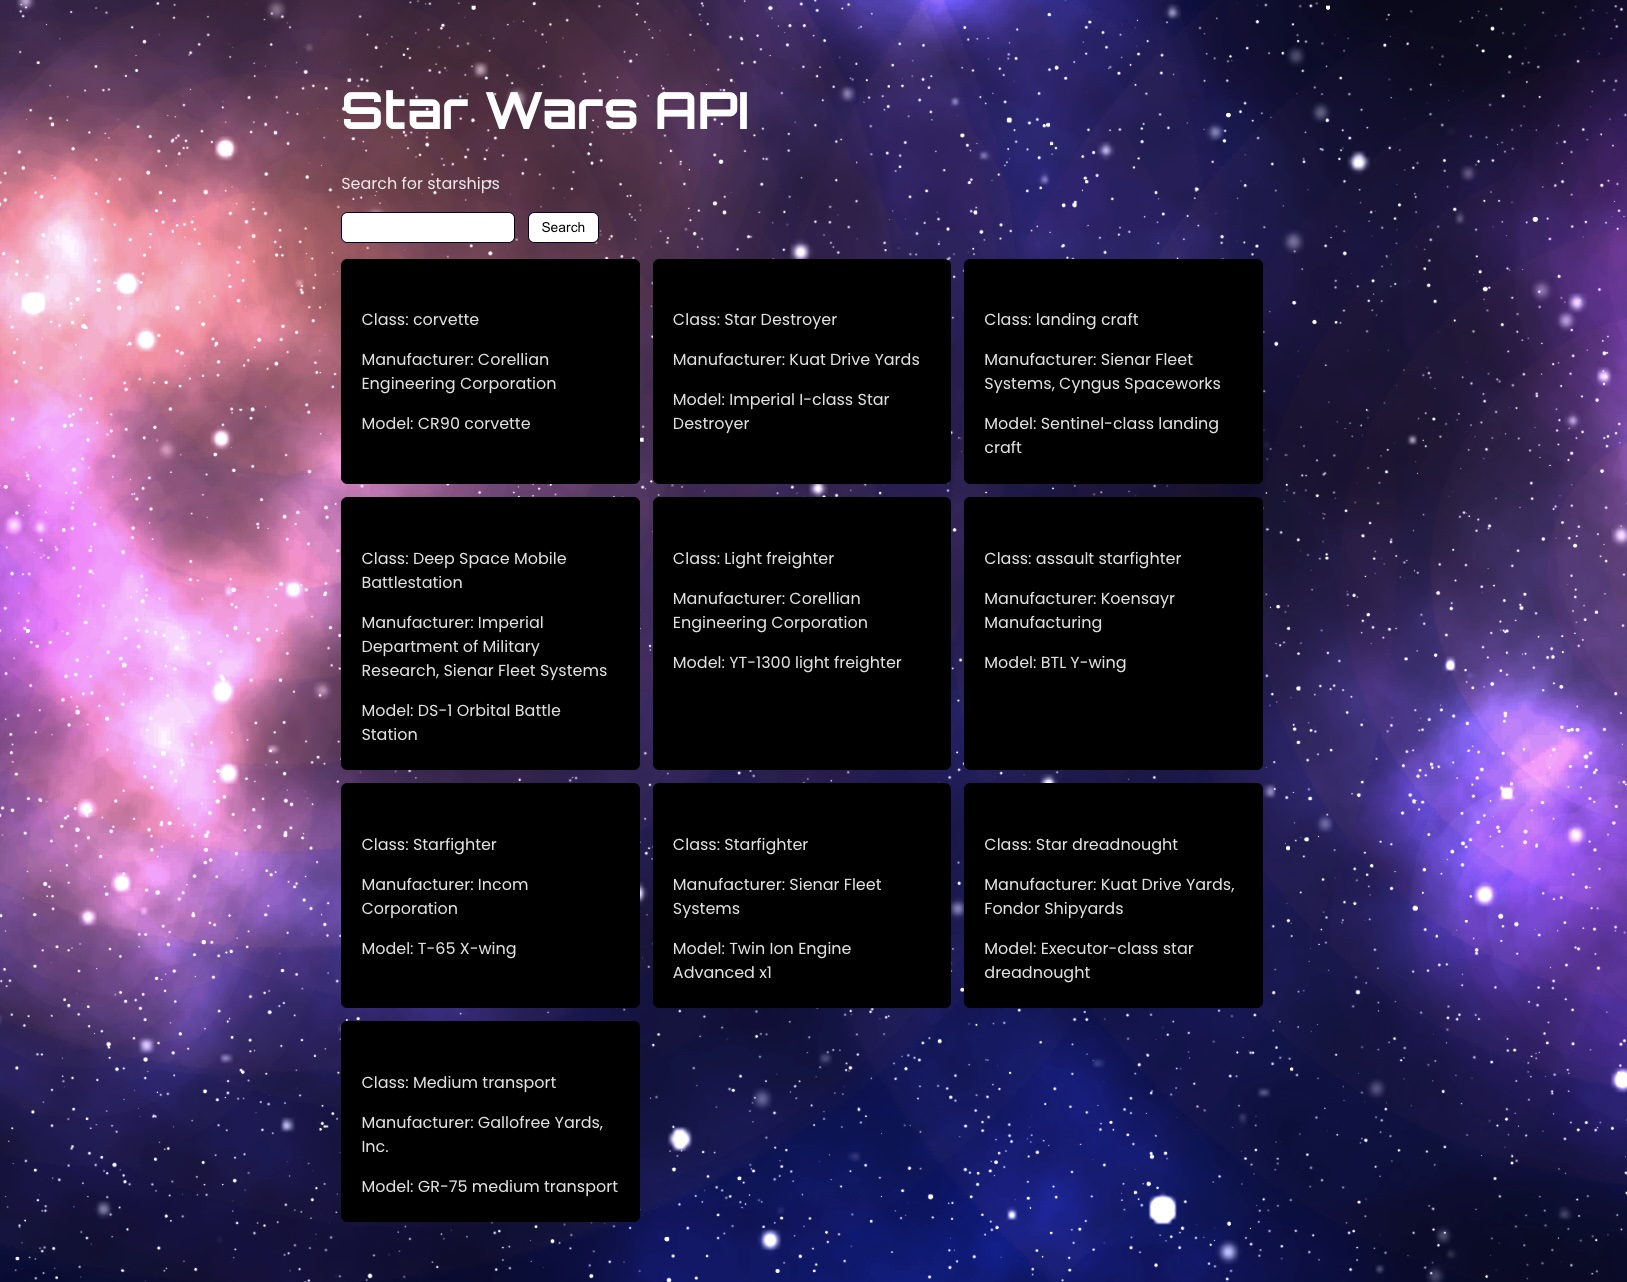 Star Wars API
Search for starships
Search
Class: corvette
Manufacturer: Corellian
Engineering Corporation
Model: CR90 corvette
Class: Star Destroyer
Manufacturer: Kuat Drive Yards
Model: Imperial I-class Star
Destroyer
Class: landing craft
Manufacturer: Sienar Fleet
Systems, Cyngus Spaceworks
Model: Sentinel-class landing
craft
Class: Deep Space Mobile
Battlestation
Manufacturer: Imperial
Department of Military
Research, Sienar Fleet Systems
Model: DS-1 Orbital Battle
Station
Class: Light freighter
Manufacturer: Corellian
Engineering Corporation
Model: YT-1300 light freighter
Class: assault starfighter
Manufacturer: Koensayr
Manufacturing
Model: BTL Y-wing
Class: Starfighter
Manufacturer: Incom
Corporation
Model: T-65 X-wing
Class: Starfighter
Manufacturer: Sienar Fleet
Systems
Model: Twin Ion Engine
Advanced x1
Class: Star dreadnought
Manufacturer: Kuat Drive Yards,
Fondor Shipyards
Model: Executor-class star
dreadnought
Class: Medium transport
Manufacturer: Gallofree Yards,
Inc.
Model: GR-75 medium transport